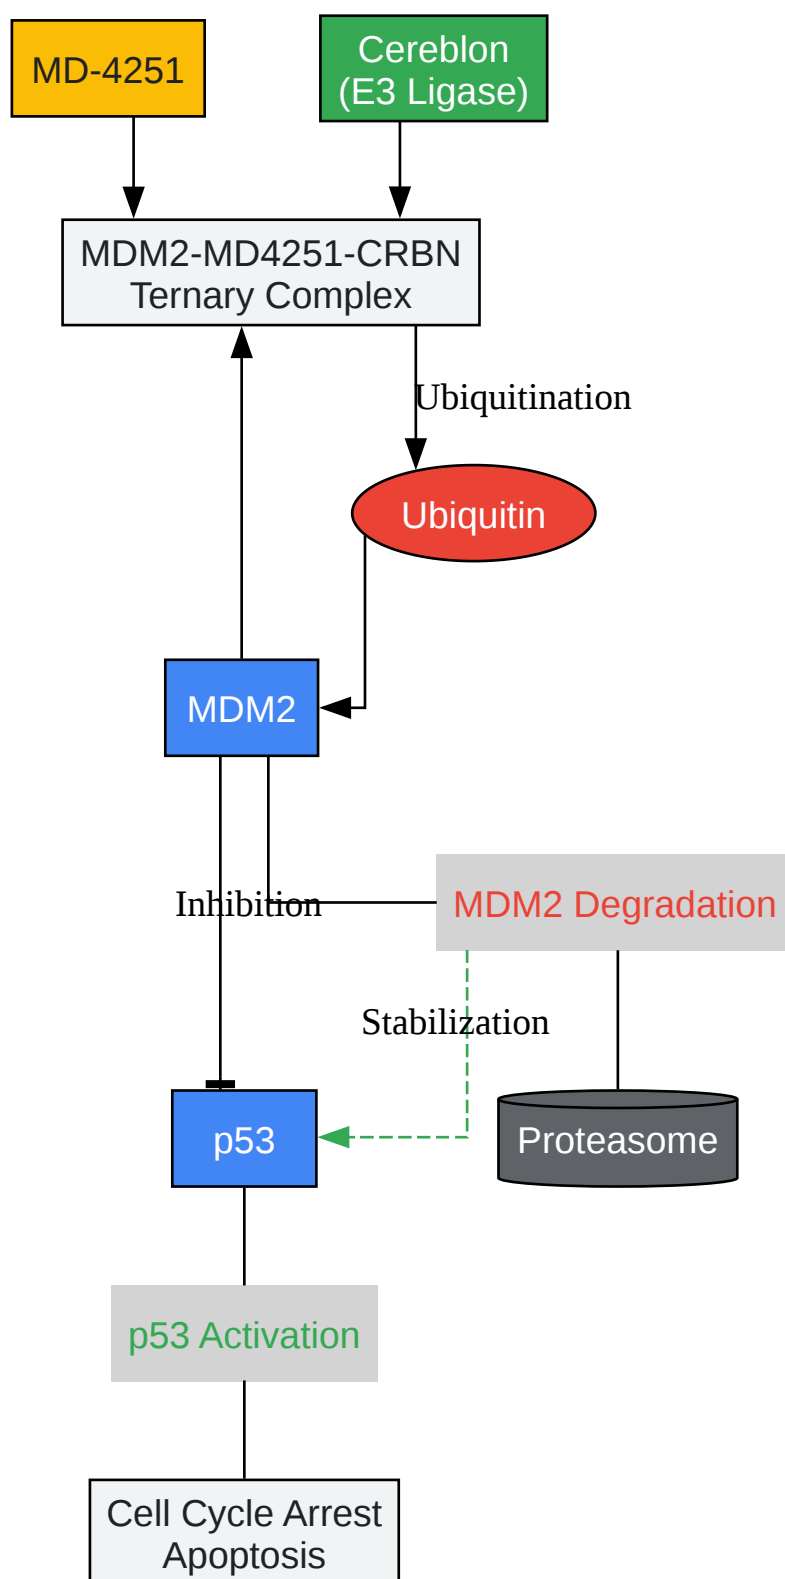 MD-4251
Cereblon
(E3 Ligase)
MDM2-MD4251-CRBN
Ternary Complex
Ubiquitination
Ubiquitin
MDM2
Inhibition
MDM2 Degradation
Stabilization
p53
Proteasome
p53 Activation
Cell Cycle Arrest
Apoptosis